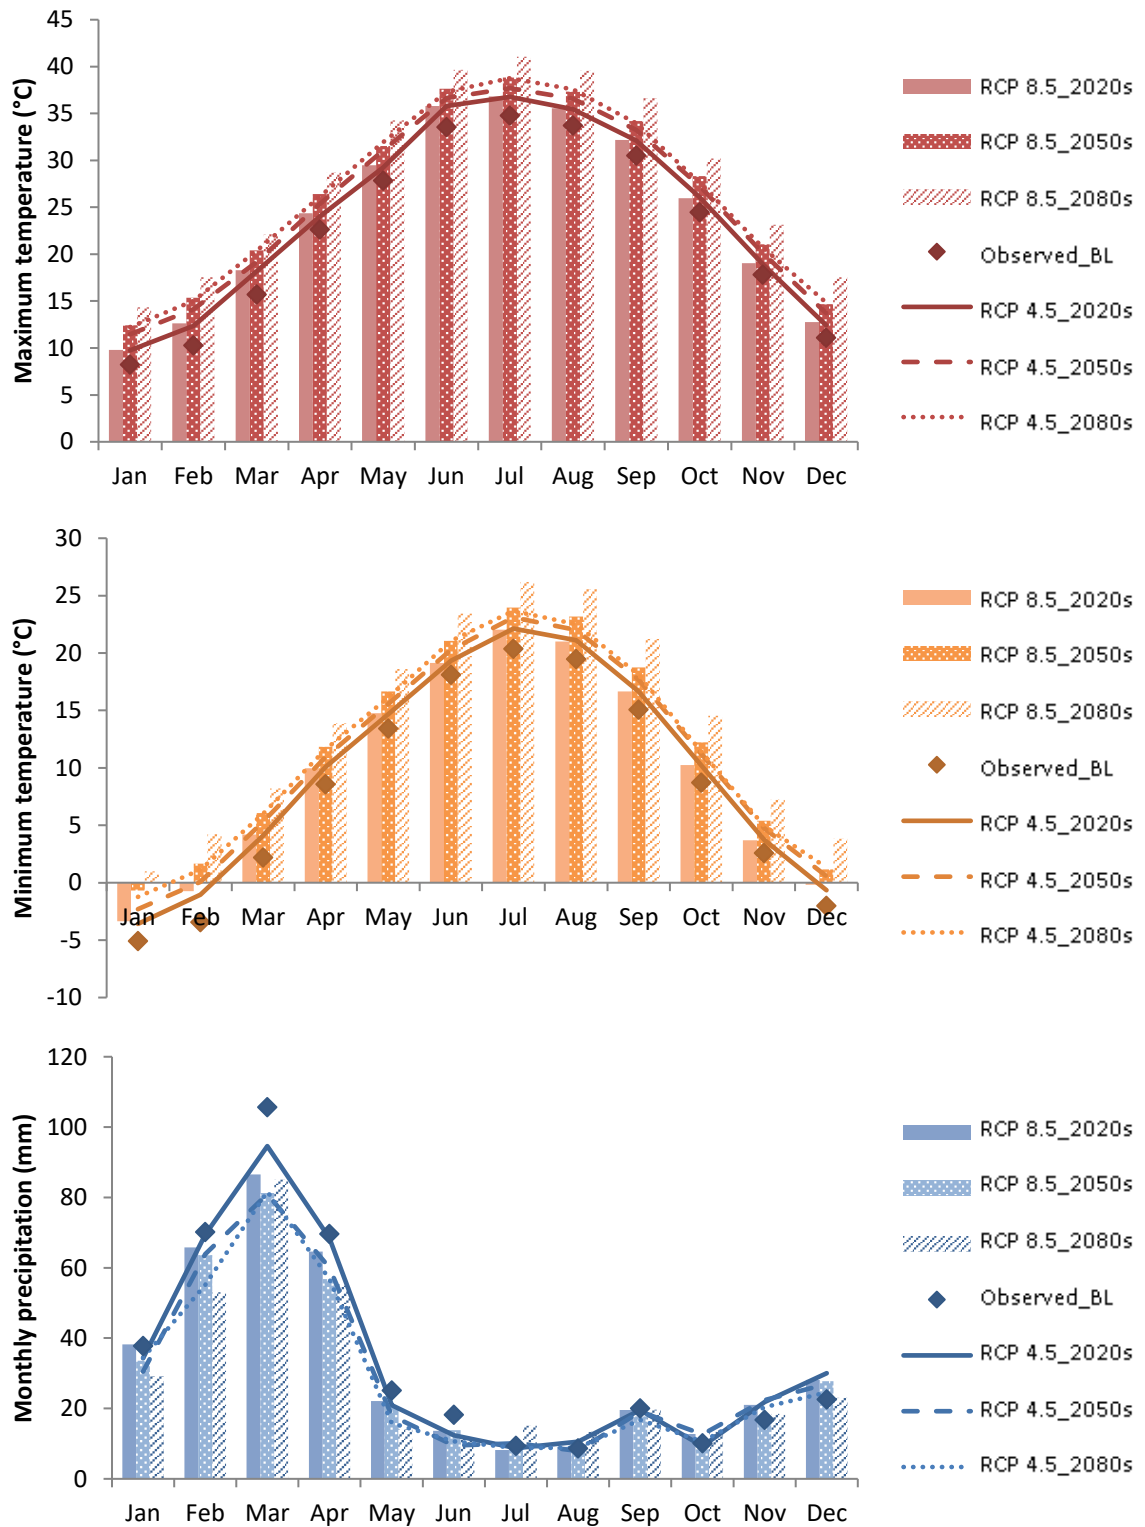 Maximum temperature (°C)
45
40
35
30
25
20
15
10
5
0
Jan Feb Mar Apr May Jun Jul Aug Sep Oct Nov Dec
RCP 8.5_2020s
RCP 8.5_2050s
RCP 8.5_2080s
Observed_BL
RCP 4.5_2020s
RCP 4.5_2050s
RCP 4.5_2080s
Minimum temperature (°C)
30
25
20
15
10
5
0
-5
-10
Jan Feb Mar Apr May Jun Jul Aug Sep Oct Nov Dec
RCP 8.5_2020s
RCP 8.5_2050s
RCP 8.5_2080s
Observed_BL
RCP 4.5_2020s
RCP 4.5_2050s
RCP 4.5_2080s
Monthly precipitation (mm)
120
100
80
60
40
20
0
Jan Feb Mar Apr May Jun Jul Aug Sep Oct Nov Dec
RCP 8.5_2020s
RCP 8.5_2050s
RCP 8.5_2080s
Observed_BL
RCP 4.5_2020s
RCP 4.5_2050s
RCP 4.5_2080s